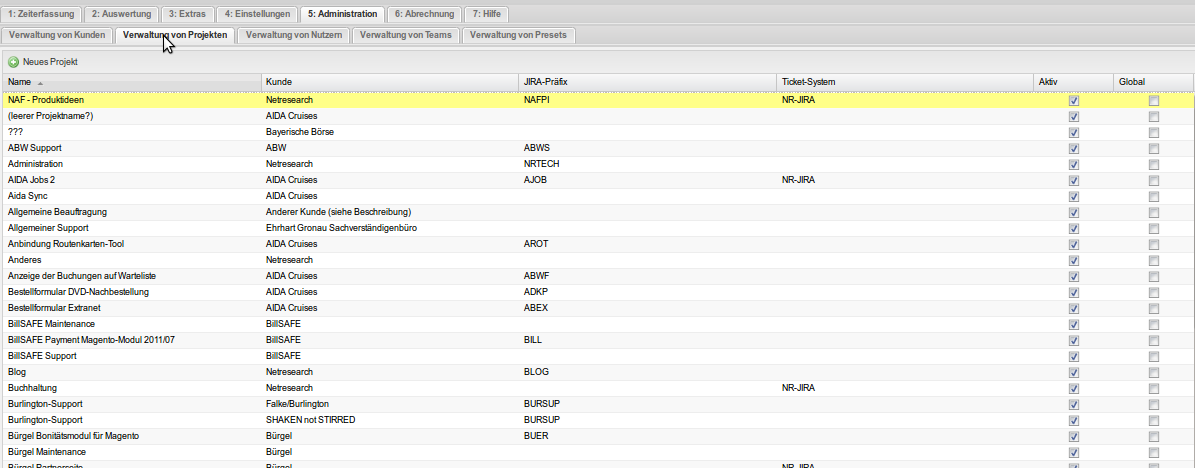 1: Zeiterfassung 2: Auswertung 3: Extras 4: Einstellungen 5: Administration 6: Abrechnung 7: Hilfe
Verwaltung von Kunden Verwaltung von Projekten Verwaltung von Nutzern Verwaltung von Teams Verwaltung von Presets
Neues Projekt
Name Kunde JIRA-Präfix Ticket-System Aktiv Global
NAF - Produktideen Netresearch NAFPI NR-JIRA
(leerer Projektname?) AIDA Cruises
??? Bayerische Börse
ABW Support ABW ABWS
Administration Netresearch NRTECH
AIDA Jobs 2 AIDA Cruises AJOB NR-JIRA
Aida Sync AIDA Cruises
Allgemeine Beauftragung Anderer Kunde (siehe Beschreibung)
Allgemeiner Support Ehrhart Gronau Sachverständigenbüro
Anbindung Routenkarten-Tool AIDA Cruises AROT
Anderes Netresearch
Anzeige der Buchungen auf Warteliste AIDA Cruises ABWF
Bestellformular DVD-Nachbestellung AIDA Cruises ADKP
Bestellformular Extranet AIDA Cruises ABEX
BillSAFE Maintenance BillSAFE
BillSAFE Payment Magento-Modul 2011/07 BillSAFE BILL
BillSAFE Support BillSAFE
Blog Netresearch BLOG
Buchhaltung Netresearch NR-JIRA
Burlington-Support Falke/Burlington BURSUP
Burlington-Support SHAKEN not STIRRED BURSUP
Bürgel Bonitätsmodul für Magento Bürgel BUER
Bürgel Maintenance Bürgel
Bürgel Partnerseite Bürgel NR-JIRA